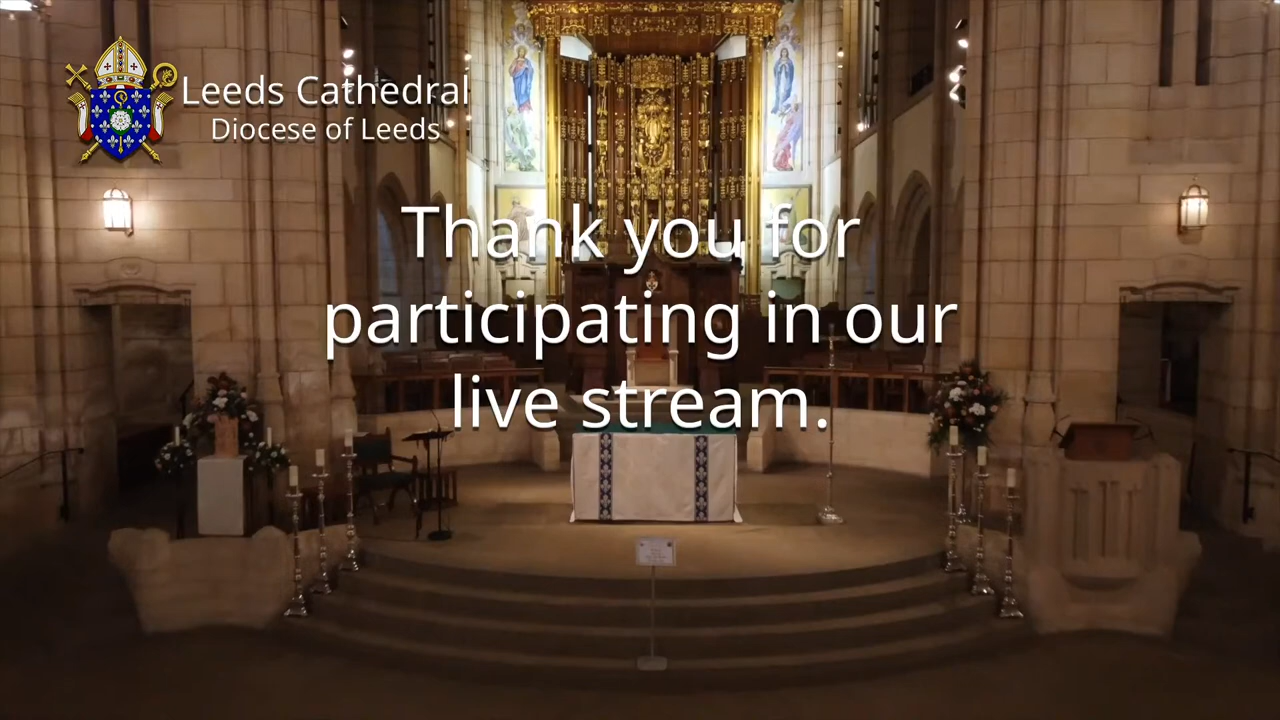 Leeds Cathedral
Diocese of Leeds
Thank you for
participating in our
live stream.